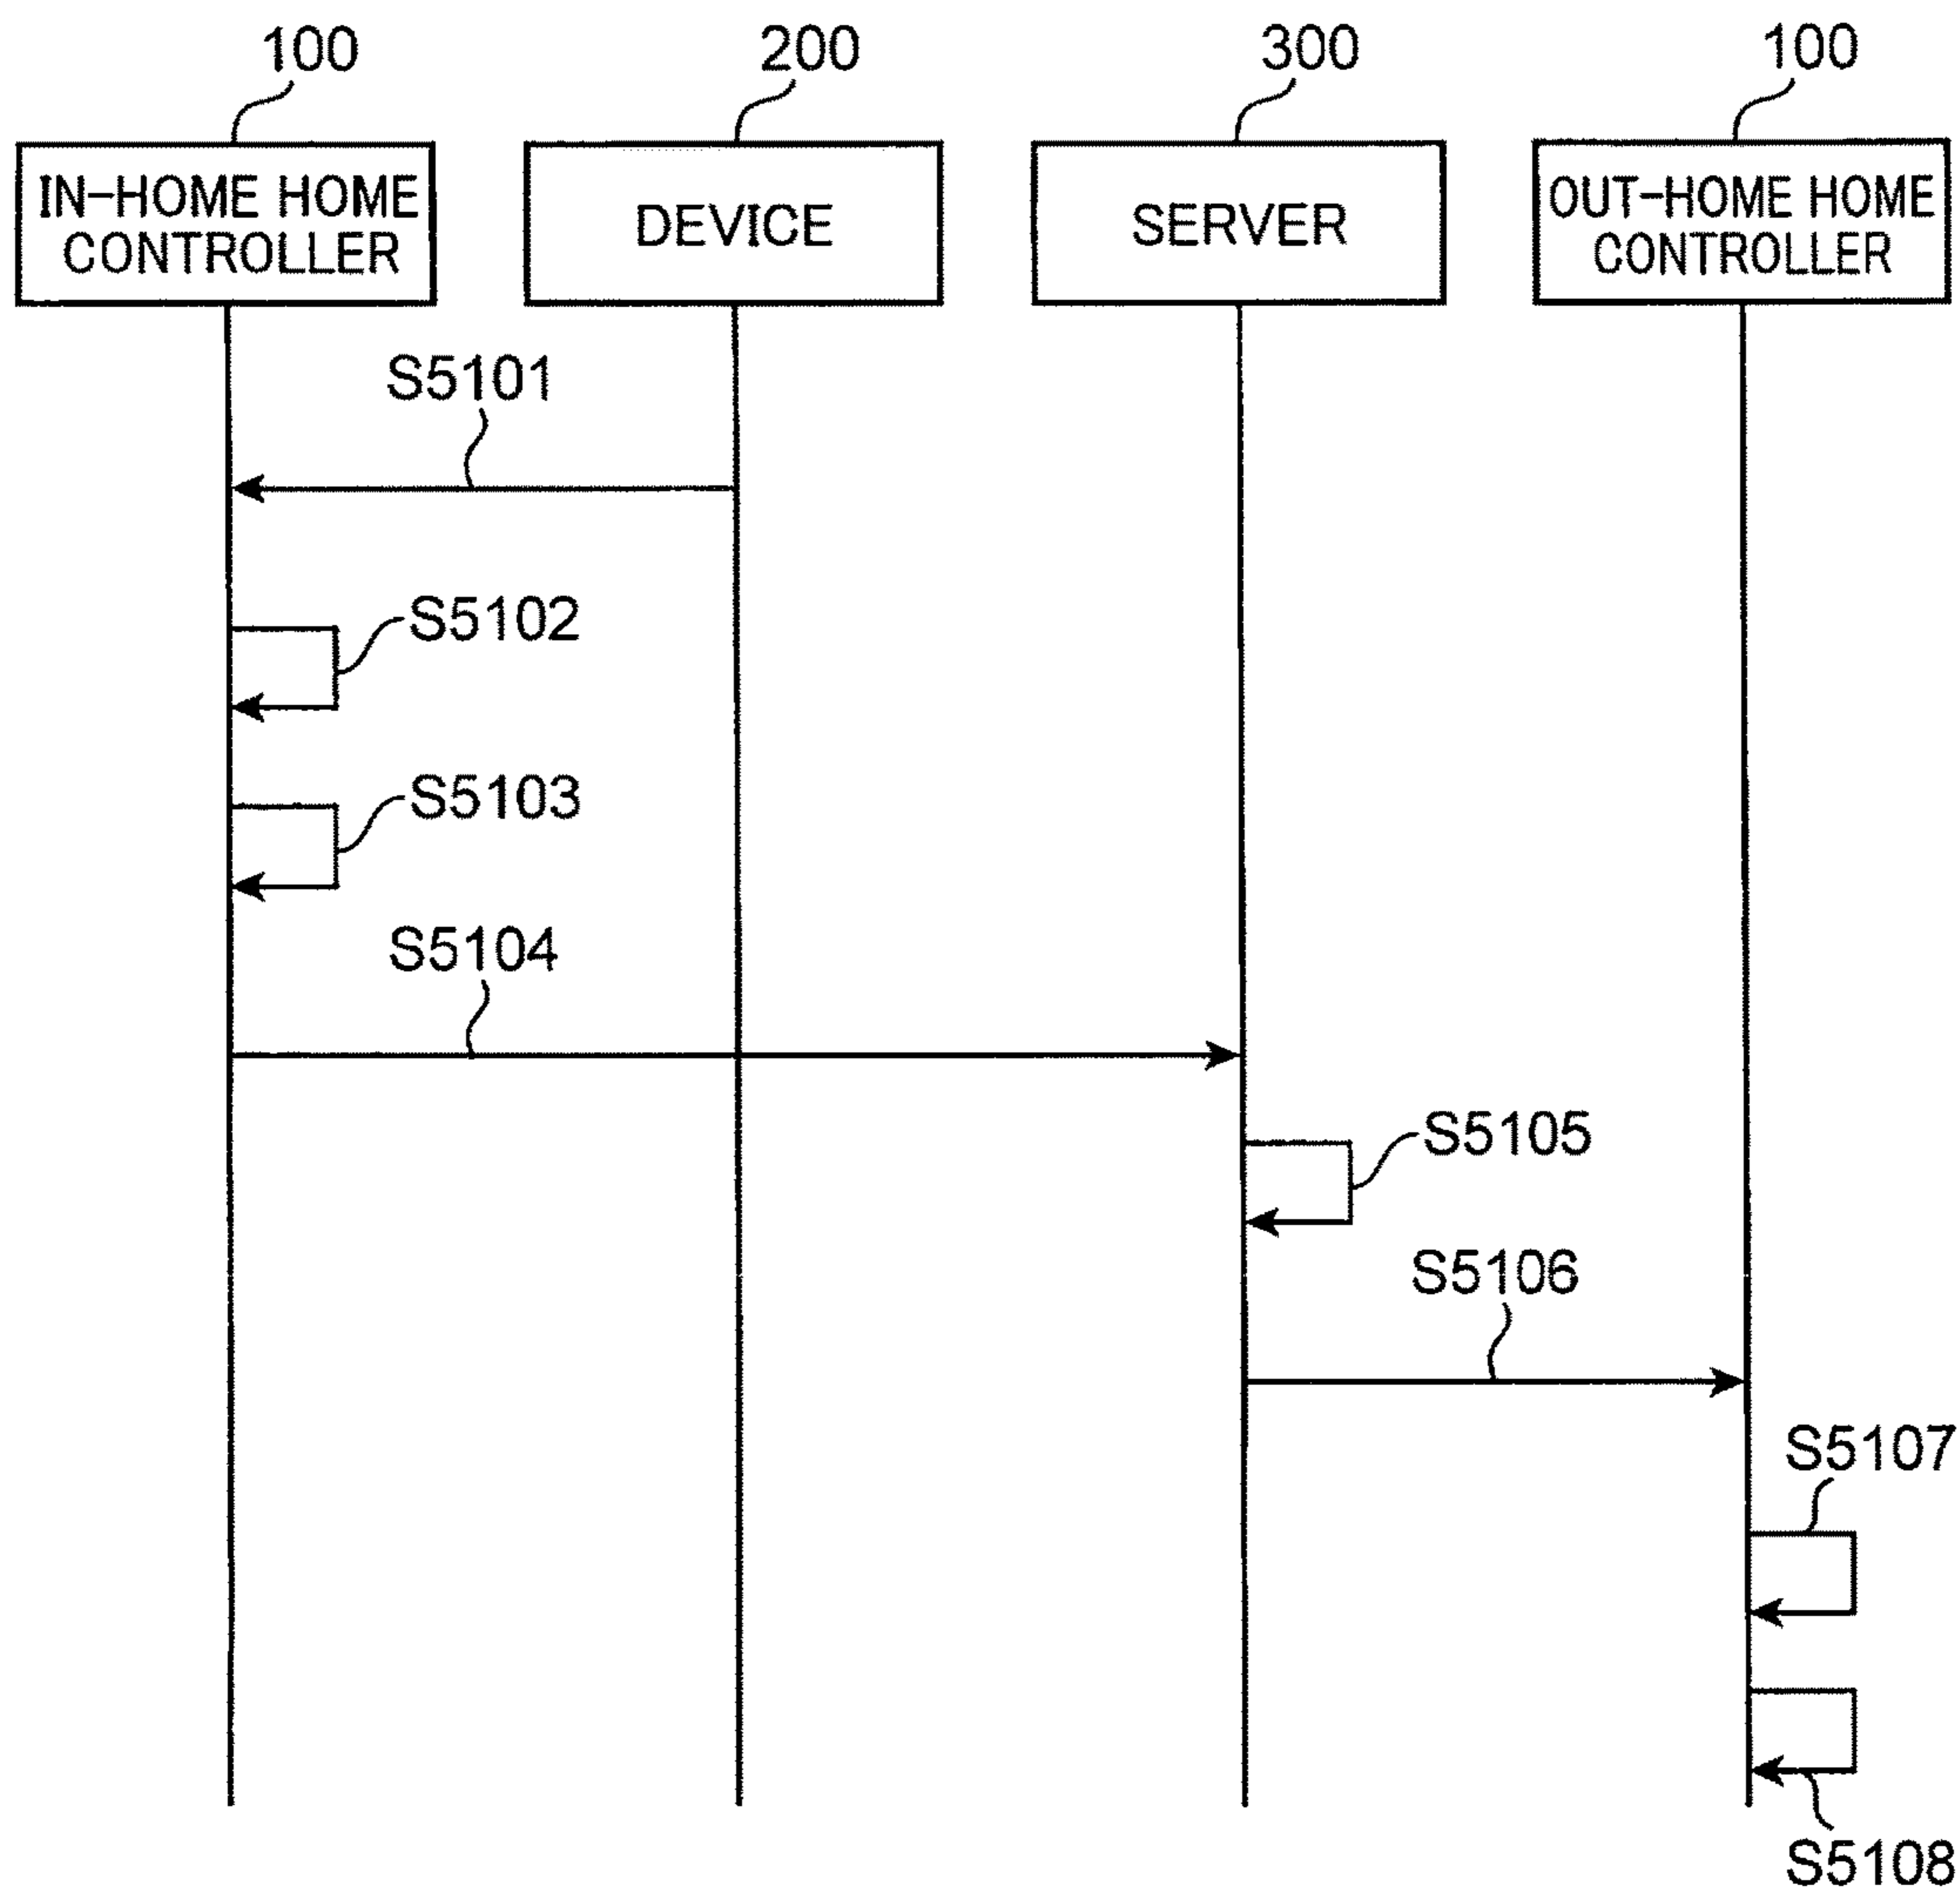 100
200
300
100
IN-HOME HOME
CONTROLLER
DEVICE
SERVER
OUT-HOME HOME
CONTROLLER
S5101
S5102
S5103
S5104
S5105
S5106
S5107
S5108